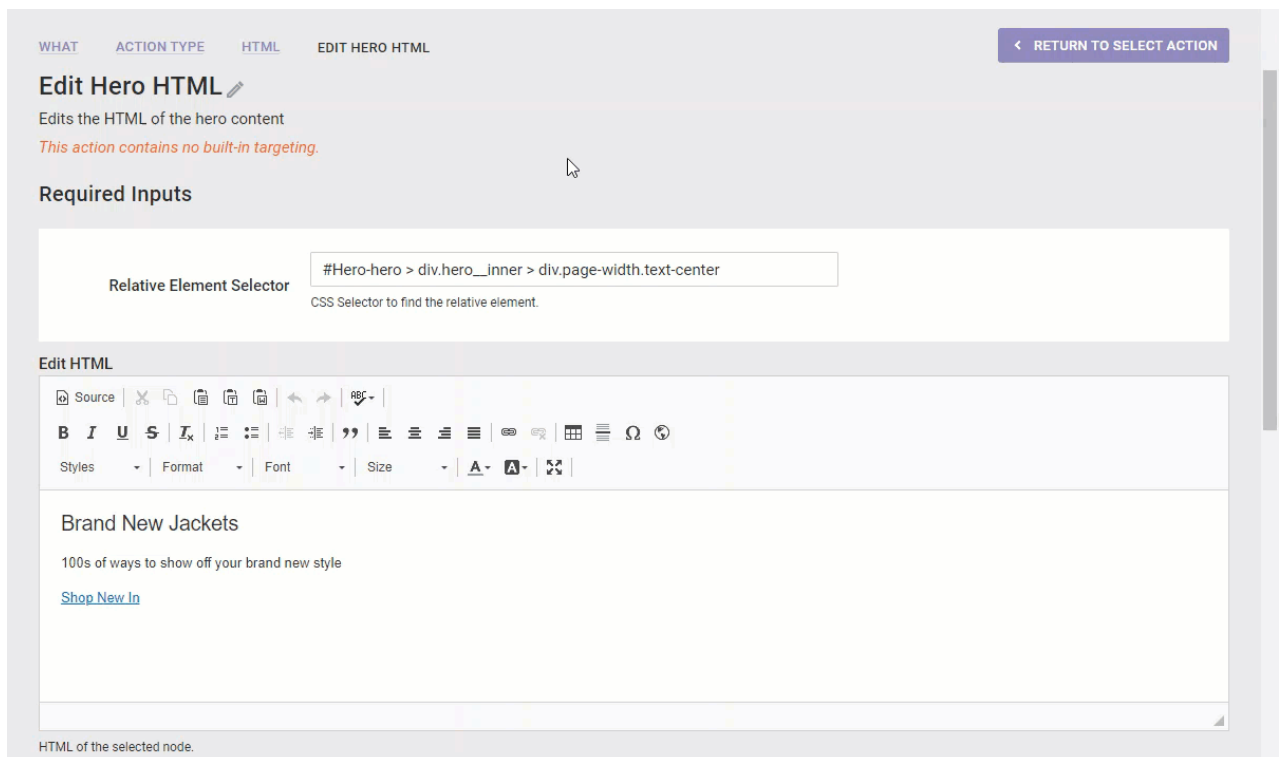 WHAT ACTION TYPE HTML EDIT HERO HTML
RETURN TO SELECT ACTION
Edit Hero HTML
Edits the HTML of the hero content
This action contains no built-in targeting.
Required Inputs
Relative Element Selector
#Hero-hero > div.hero__inner > div.page-width.text-center
CSS Selector to find the relative element.
Edit HTML
Source ABC
B I U S Ix Ω
Styles Format Font Size A A
Brand New Jackets
100s of ways to show off your brand new style
Shop New In
HTML of the selected node.